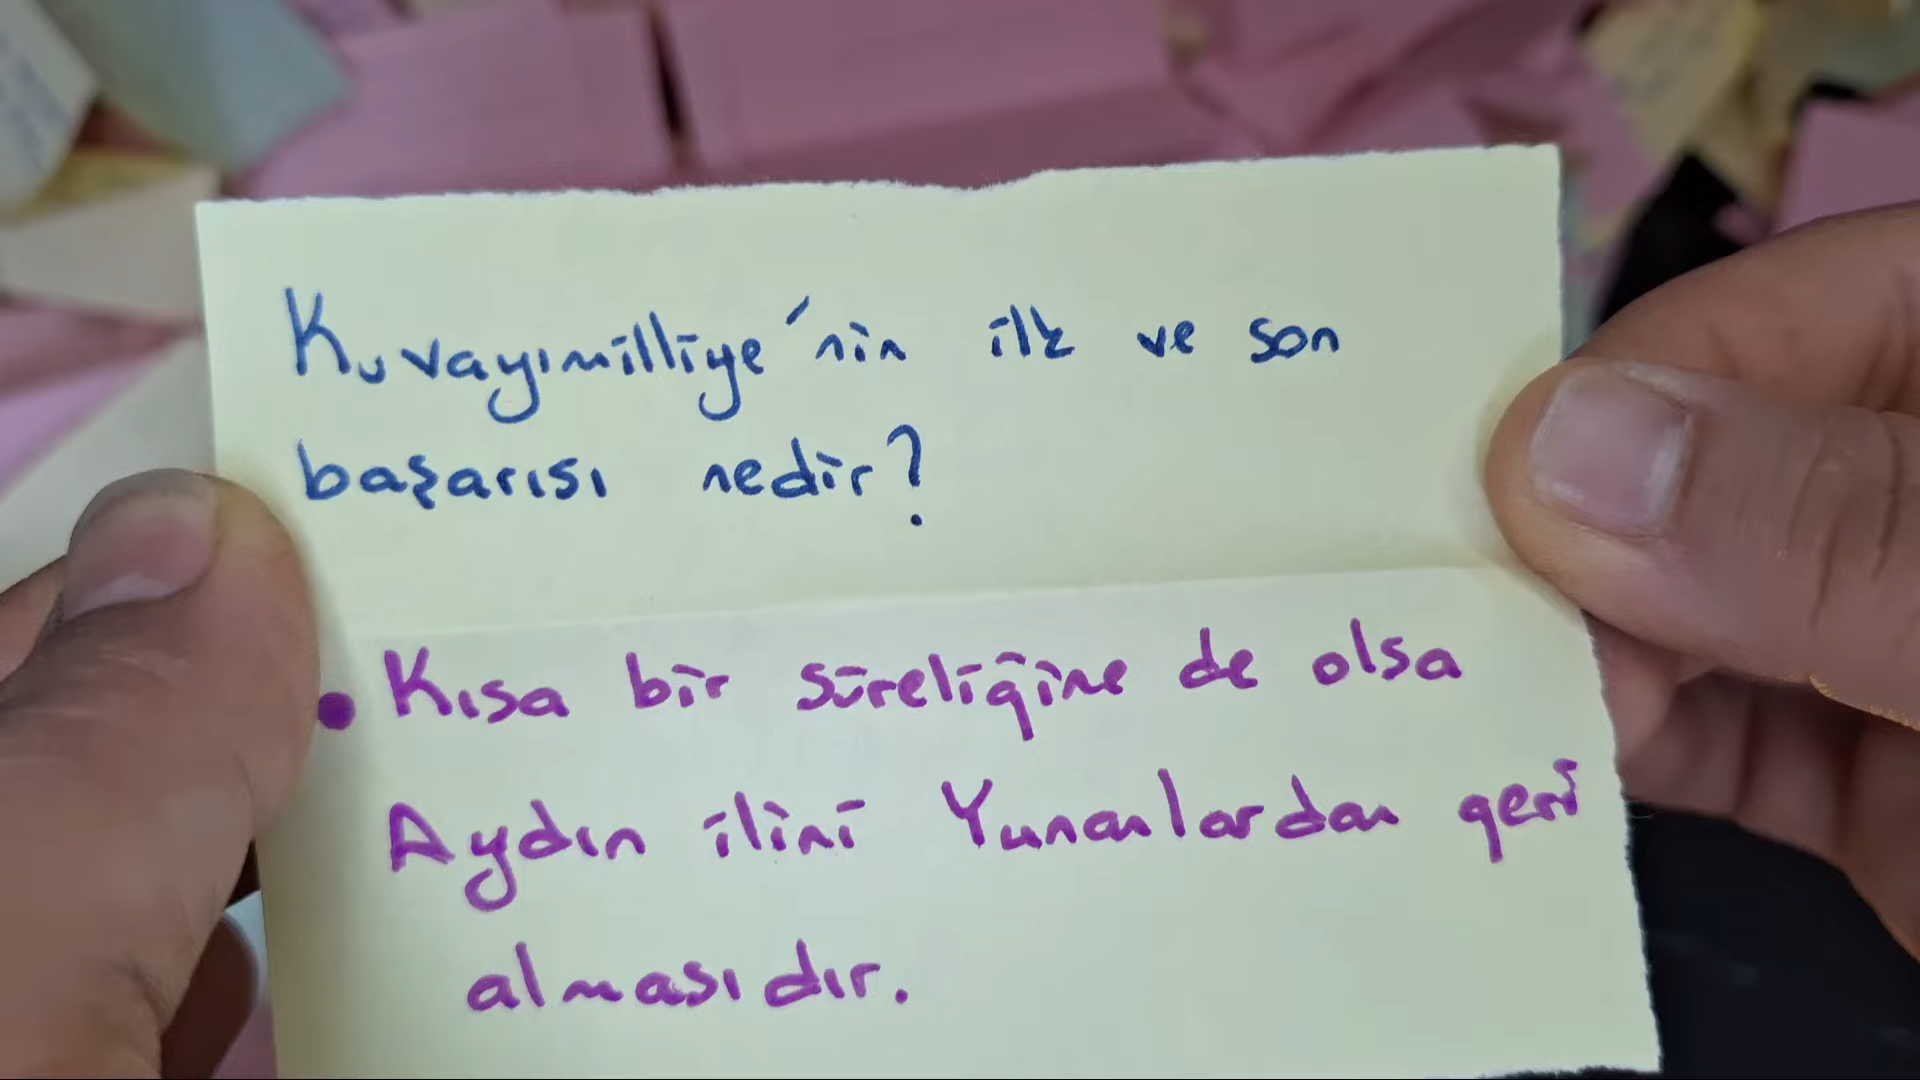 Kuvayımilliye'nin ilk ve son
başarısı nedir?
• Kısa bir süreliğine de olsa
Aydın ilini Yunanlardan geri
almasıdır.